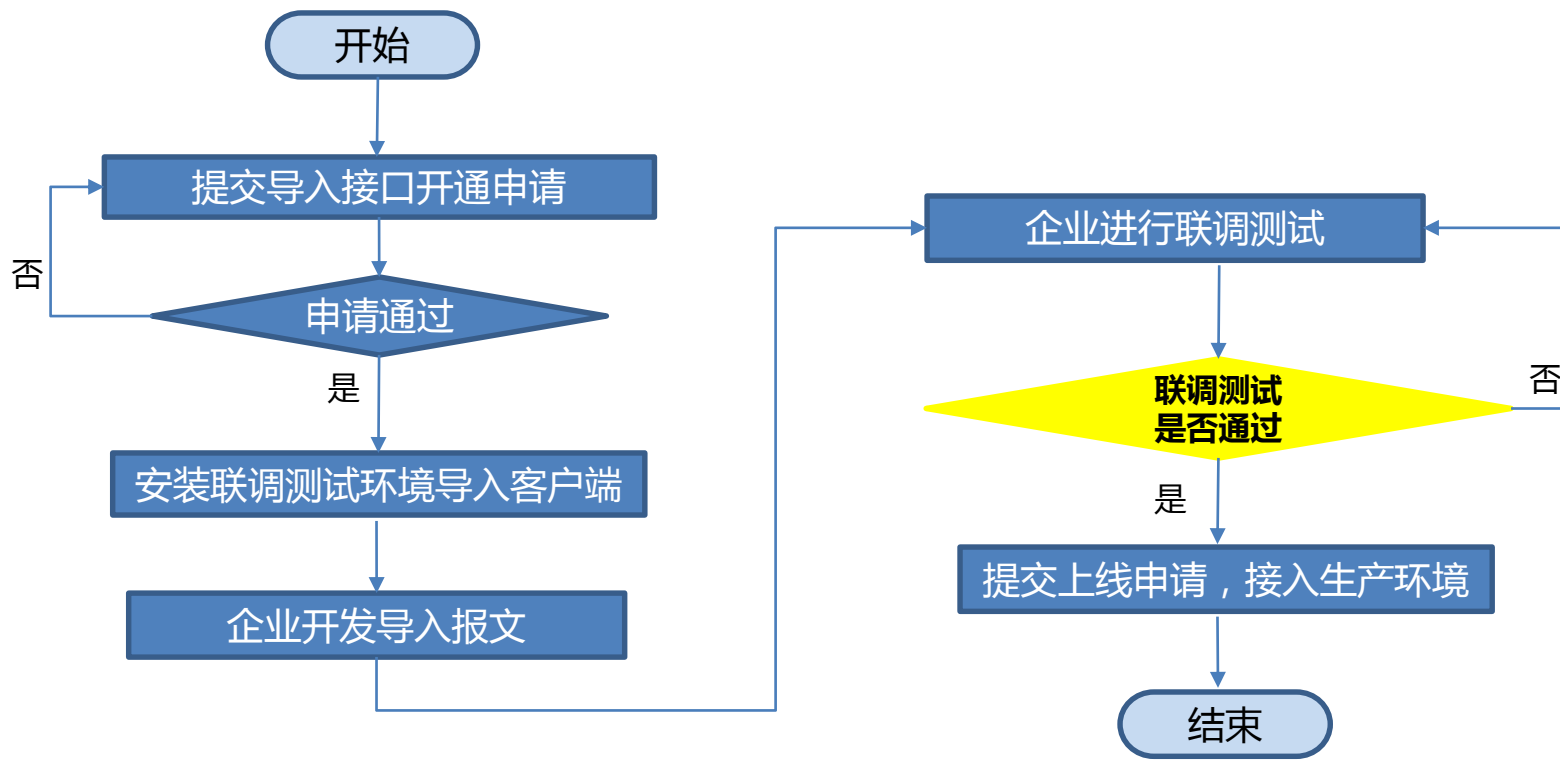 开始
提交导入接口开通申请
否
申请通过
是
安装联调测试环境导入客户端
企业开发导入报文
企业进行联调测试
联调测试
是否通过
否
是
提交上线申请，接入生产环境
结束